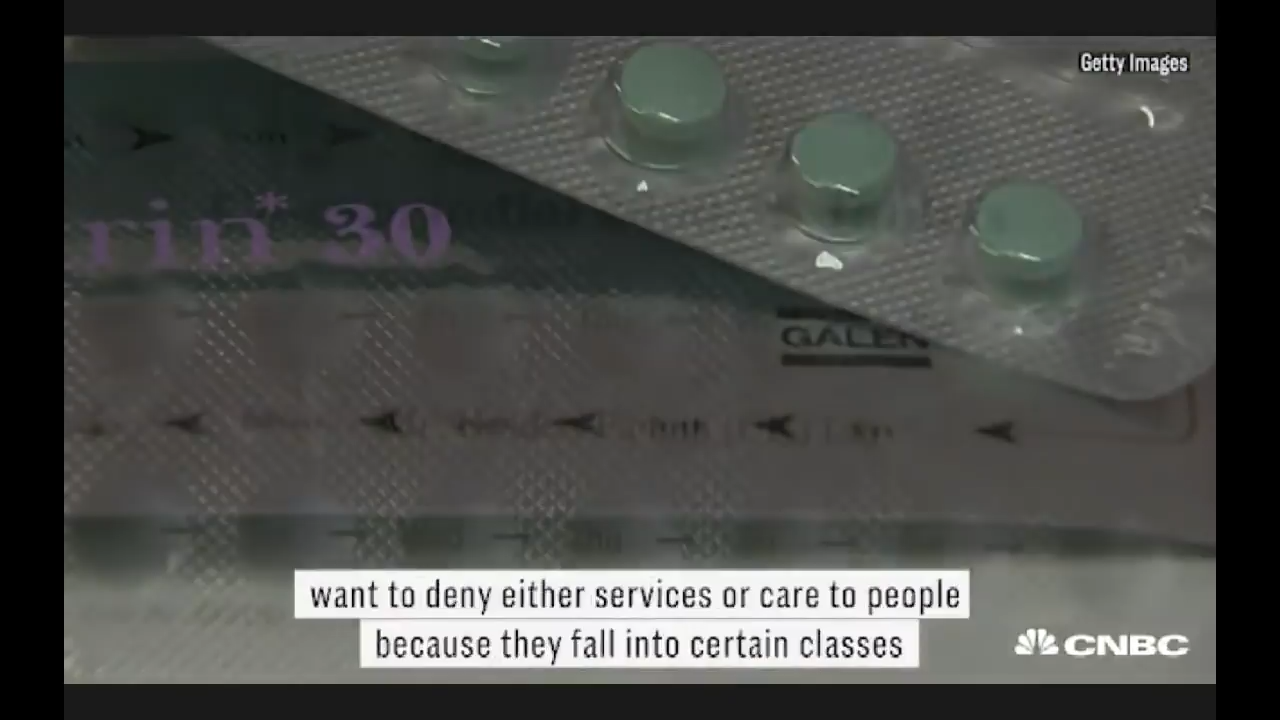 Getty Images
rin* 30
GALEN
want to deny either services or care to people
because they fall into certain classes
CNBC